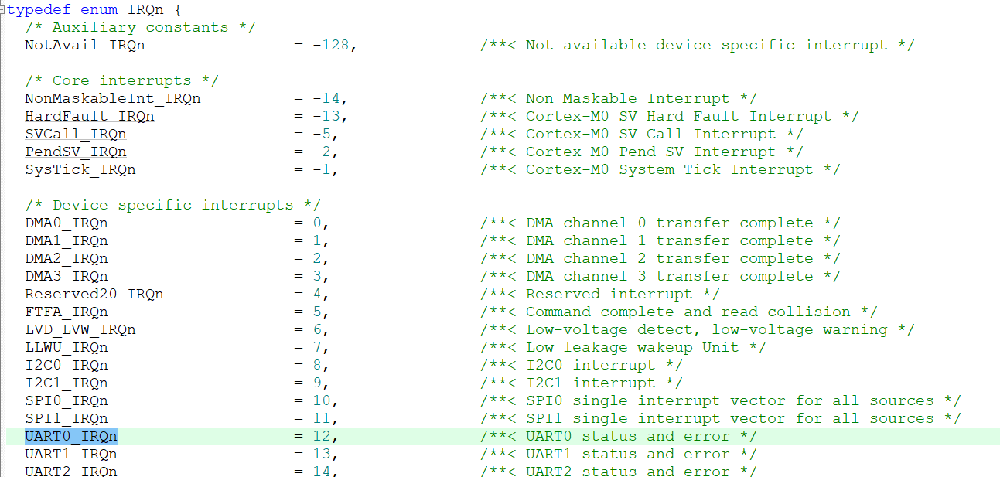 typedef enum IRQn {
/* Auxiliary constants */
NotAvail_IRQn = -128, /**< Not available device specific interrupt */
/* Core interrupts */
NonMaskableInt_IRQn = -14, /**< Non Maskable Interrupt */
HardFault_IRQn = -13, /**< Cortex-M0 SV Hard Fault Interrupt */
SVCall_IRQn = -5, /**< Cortex-M0 SV Call Interrupt */
PendSV_IRQn = -2, /**< Cortex-M0 Pend SV Interrupt */
SysTick_IRQn = -1, /**< Cortex-M0 System Tick Interrupt */
/* Device specific interrupts */
DMA0_IRQn = 0, /**< DMA channel 0 transfer complete */
DMA1_IRQn = 1, /**< DMA channel 1 transfer complete */
DMA2_IRQn = 2, /**< DMA channel 2 transfer complete */
DMA3_IRQn = 3, /**< DMA channel 3 transfer complete */
Reserved20_IRQn = 4, /**< Reserved interrupt */
FTFA_IRQn = 5, /**< Command complete and read collision */
LVD_LVW_IRQn = 6, /**< Low-voltage detect, low-voltage warning */
LLWU_IRQn = 7, /**< Low leakage wakeup Unit */
I2C0_IRQn = 8, /**< I2C0 interrupt */
I2C1_IRQn = 9, /**< I2C1 interrupt */
SPI0_IRQn = 10, /**< SPI0 single interrupt vector for all sources */
SPI1_IRQn = 11, /**< SPI1 single interrupt vector for all sources */
UART0_IRQn = 12, /**< UART0 status and error */
UART1_IRQn = 13, /**< UART1 status and error */
UART2_IRQn = 14, /**< UART2 status and error */